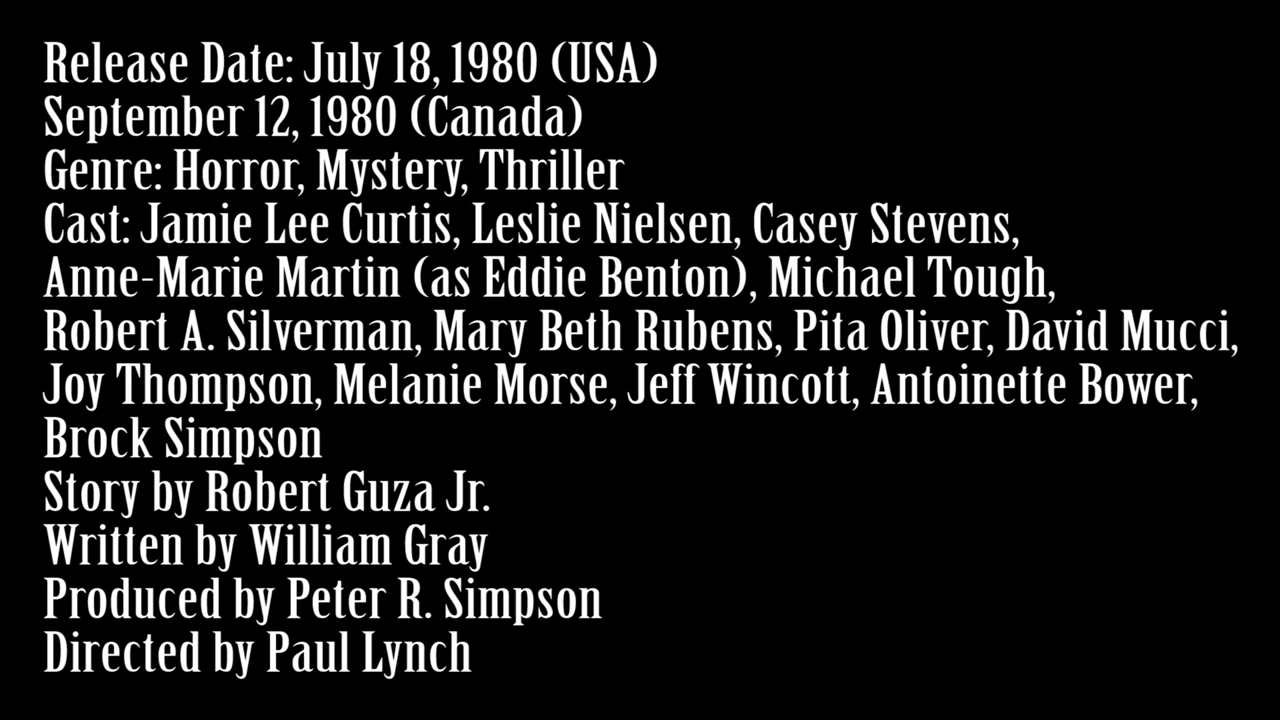 Release Date: July 18, 1980 (USA)
September 12, 1980 (Canada)
Genre: Horror, Mystery, Thriller
Cast: Jamie Lee Curtis, Leslie Nielsen, Casey Stevens,
Anne-Marie Martin (as Eddie Benton), Michael Tough,
Robert A. Silverman, Mary Beth Rubens, Pita Oliver, David Mucci,
Joy Thompson, Melanie Morse, Jeff Wincott, Antoinette Bower,
Brock Simpson
Story by Robert Guza Jr.
Written by William Gray
Produced by Peter R. Simpson
Directed by Paul Lynch